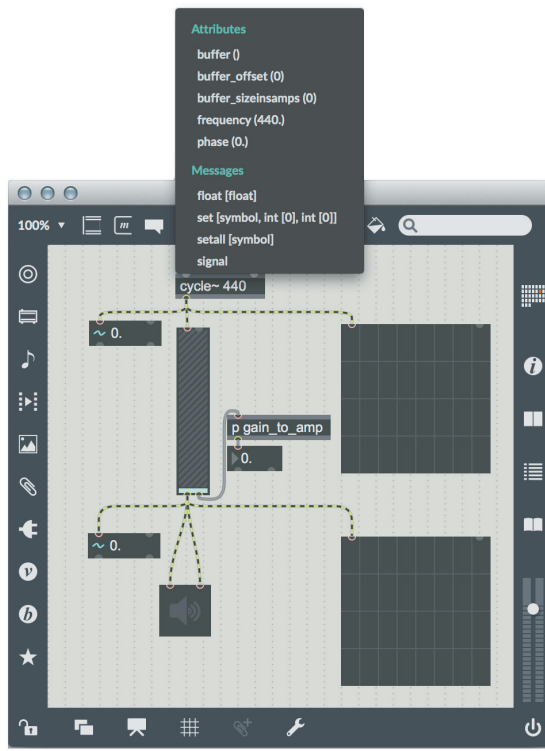 Attributes
buffer ()
buffer_offset (0)
buffer_sizeinsamps (0)
frequency (440.)
phase (0.)
Messages
float [float]
set [symbol, int [0], int [0]]
setall [symbol]
signal
100% ▼
m
cycle~ 440
~ 0.
p gain_to_amp
0.
~ 0.
i
v
b